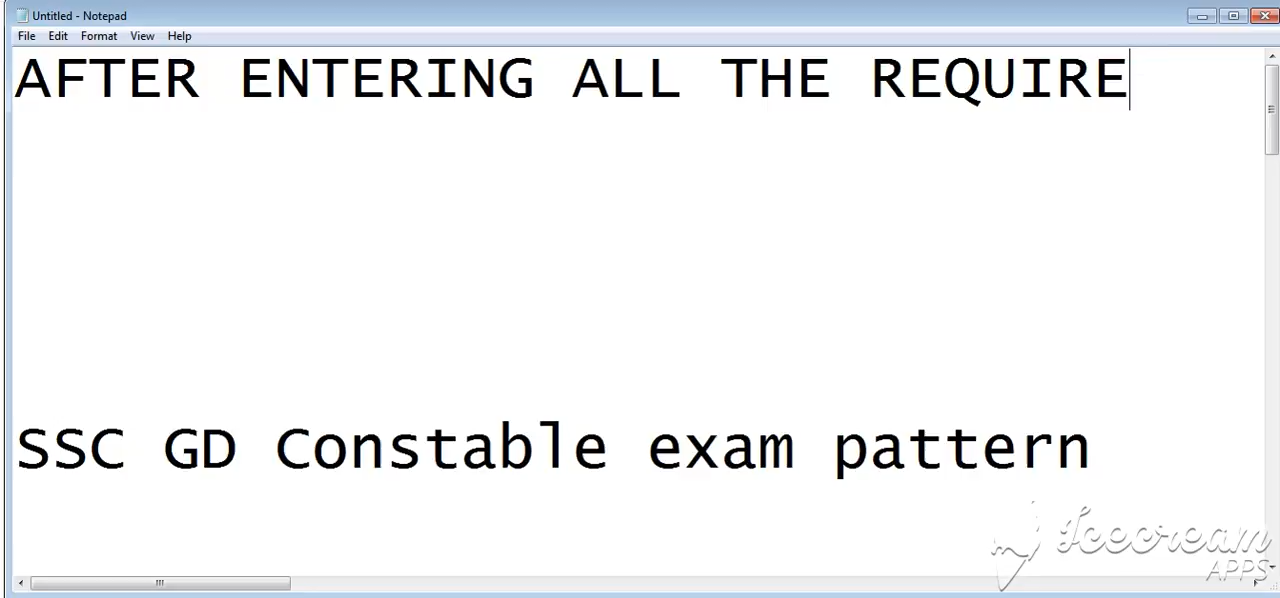 Untitled - Notepad
File Edit Format View Help
AFTER ENTERING ALL THE REQUIRE
SSC GD Constable exam pattern
Icecream
APPS